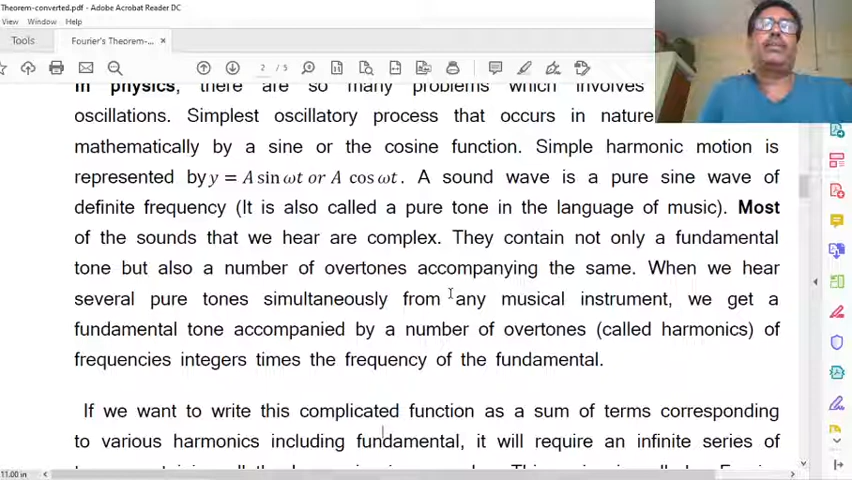 Theorem-converted.pdf - Adobe Acrobat Reader DC
View Window Help
Tools Fourier's Theorem-... ×
2 / 5
In physics, there are so many problems which involves
oscillations. Simplest oscillatory process that occurs in nature
mathematically by a sine or the cosine function. Simple harmonic motion is
represented by y = A sin ωt or A cos ωt. A sound wave is a pure sine wave of
definite frequency (It is also called a pure tone in the language of music). Most
of the sounds that we hear are complex. They contain not only a fundamental
tone but also a number of overtones accompanying the same. When we hear
several pure tones simultaneously from any musical instrument, we get a
fundamental tone accompanied by a number of overtones (called harmonics) of
frequencies integers times the frequency of the fundamental.
If we want to write this complicated function as a sum of terms corresponding
to various harmonics including fundamental, it will require an infinite series of
11.00 in